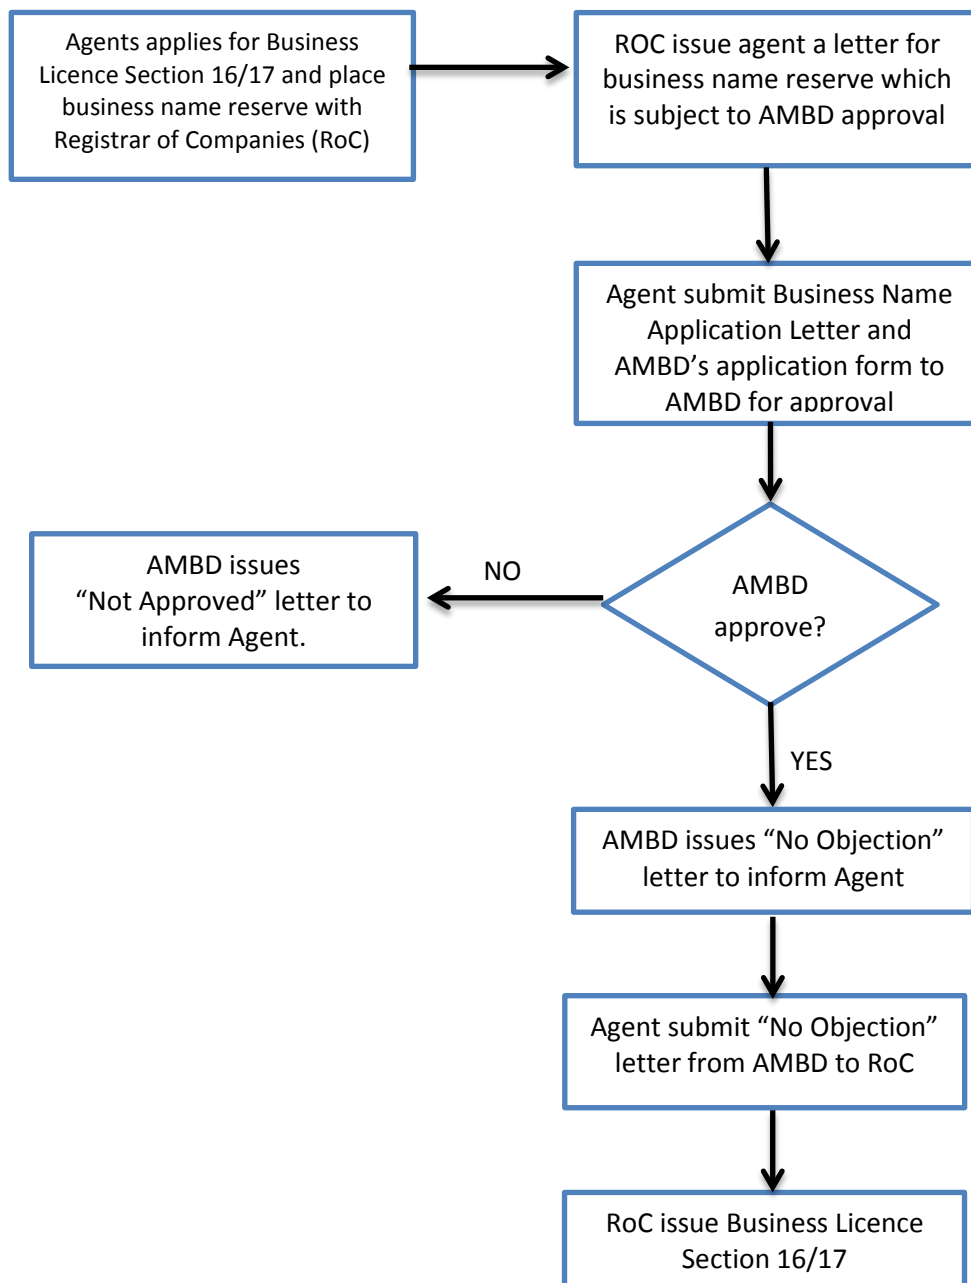 Agents applies for Business
Licence Section 16/17 and place
business name reserve with
Registrar of Companies (RoC)
ROC issue agent a letter for
business name reserve which
is subject to AMBD approval
Agent submit Business Name
Application Letter and
AMBD’s application form to
AMBD for approval
AMBD
approve?
NO
AMBD issues
“Not Approved” letter to
inform Agent.
YES
AMBD issues “No Objection”
letter to inform Agent
Agent submit “No Objection”
letter from AMBD to RoC
RoC issue Business Licence
Section 16/17